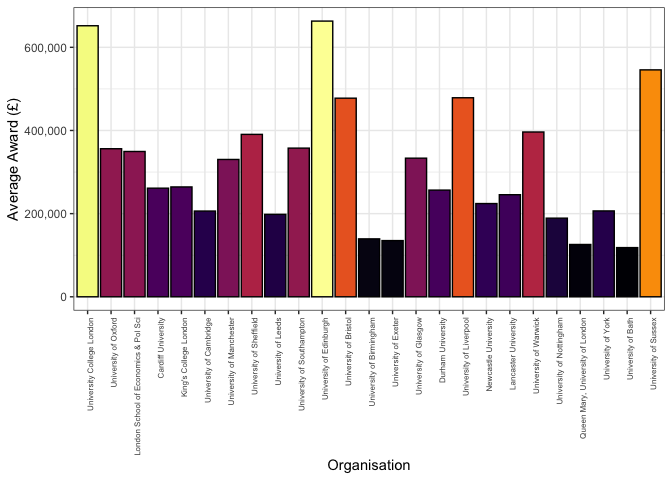 Average Award (£)
600,000
400,000
200,000
0
University College London
University of Oxford
London School of Economics & Pol Sci
Cardiff University
King's College London
University of Cambridge
University of Manchester
University of Sheffield
University of Leeds
University of Southampton
University of Edinburgh
University of Bristol
University of Birmingham
University of Exeter
University of Glasgow
Durham University
University of Liverpool
Newcastle University
Lancaster University
University of Warwick
University of Nottingham
Queen Mary, University of London
University of York
University of Bath
University of Sussex
Organisation